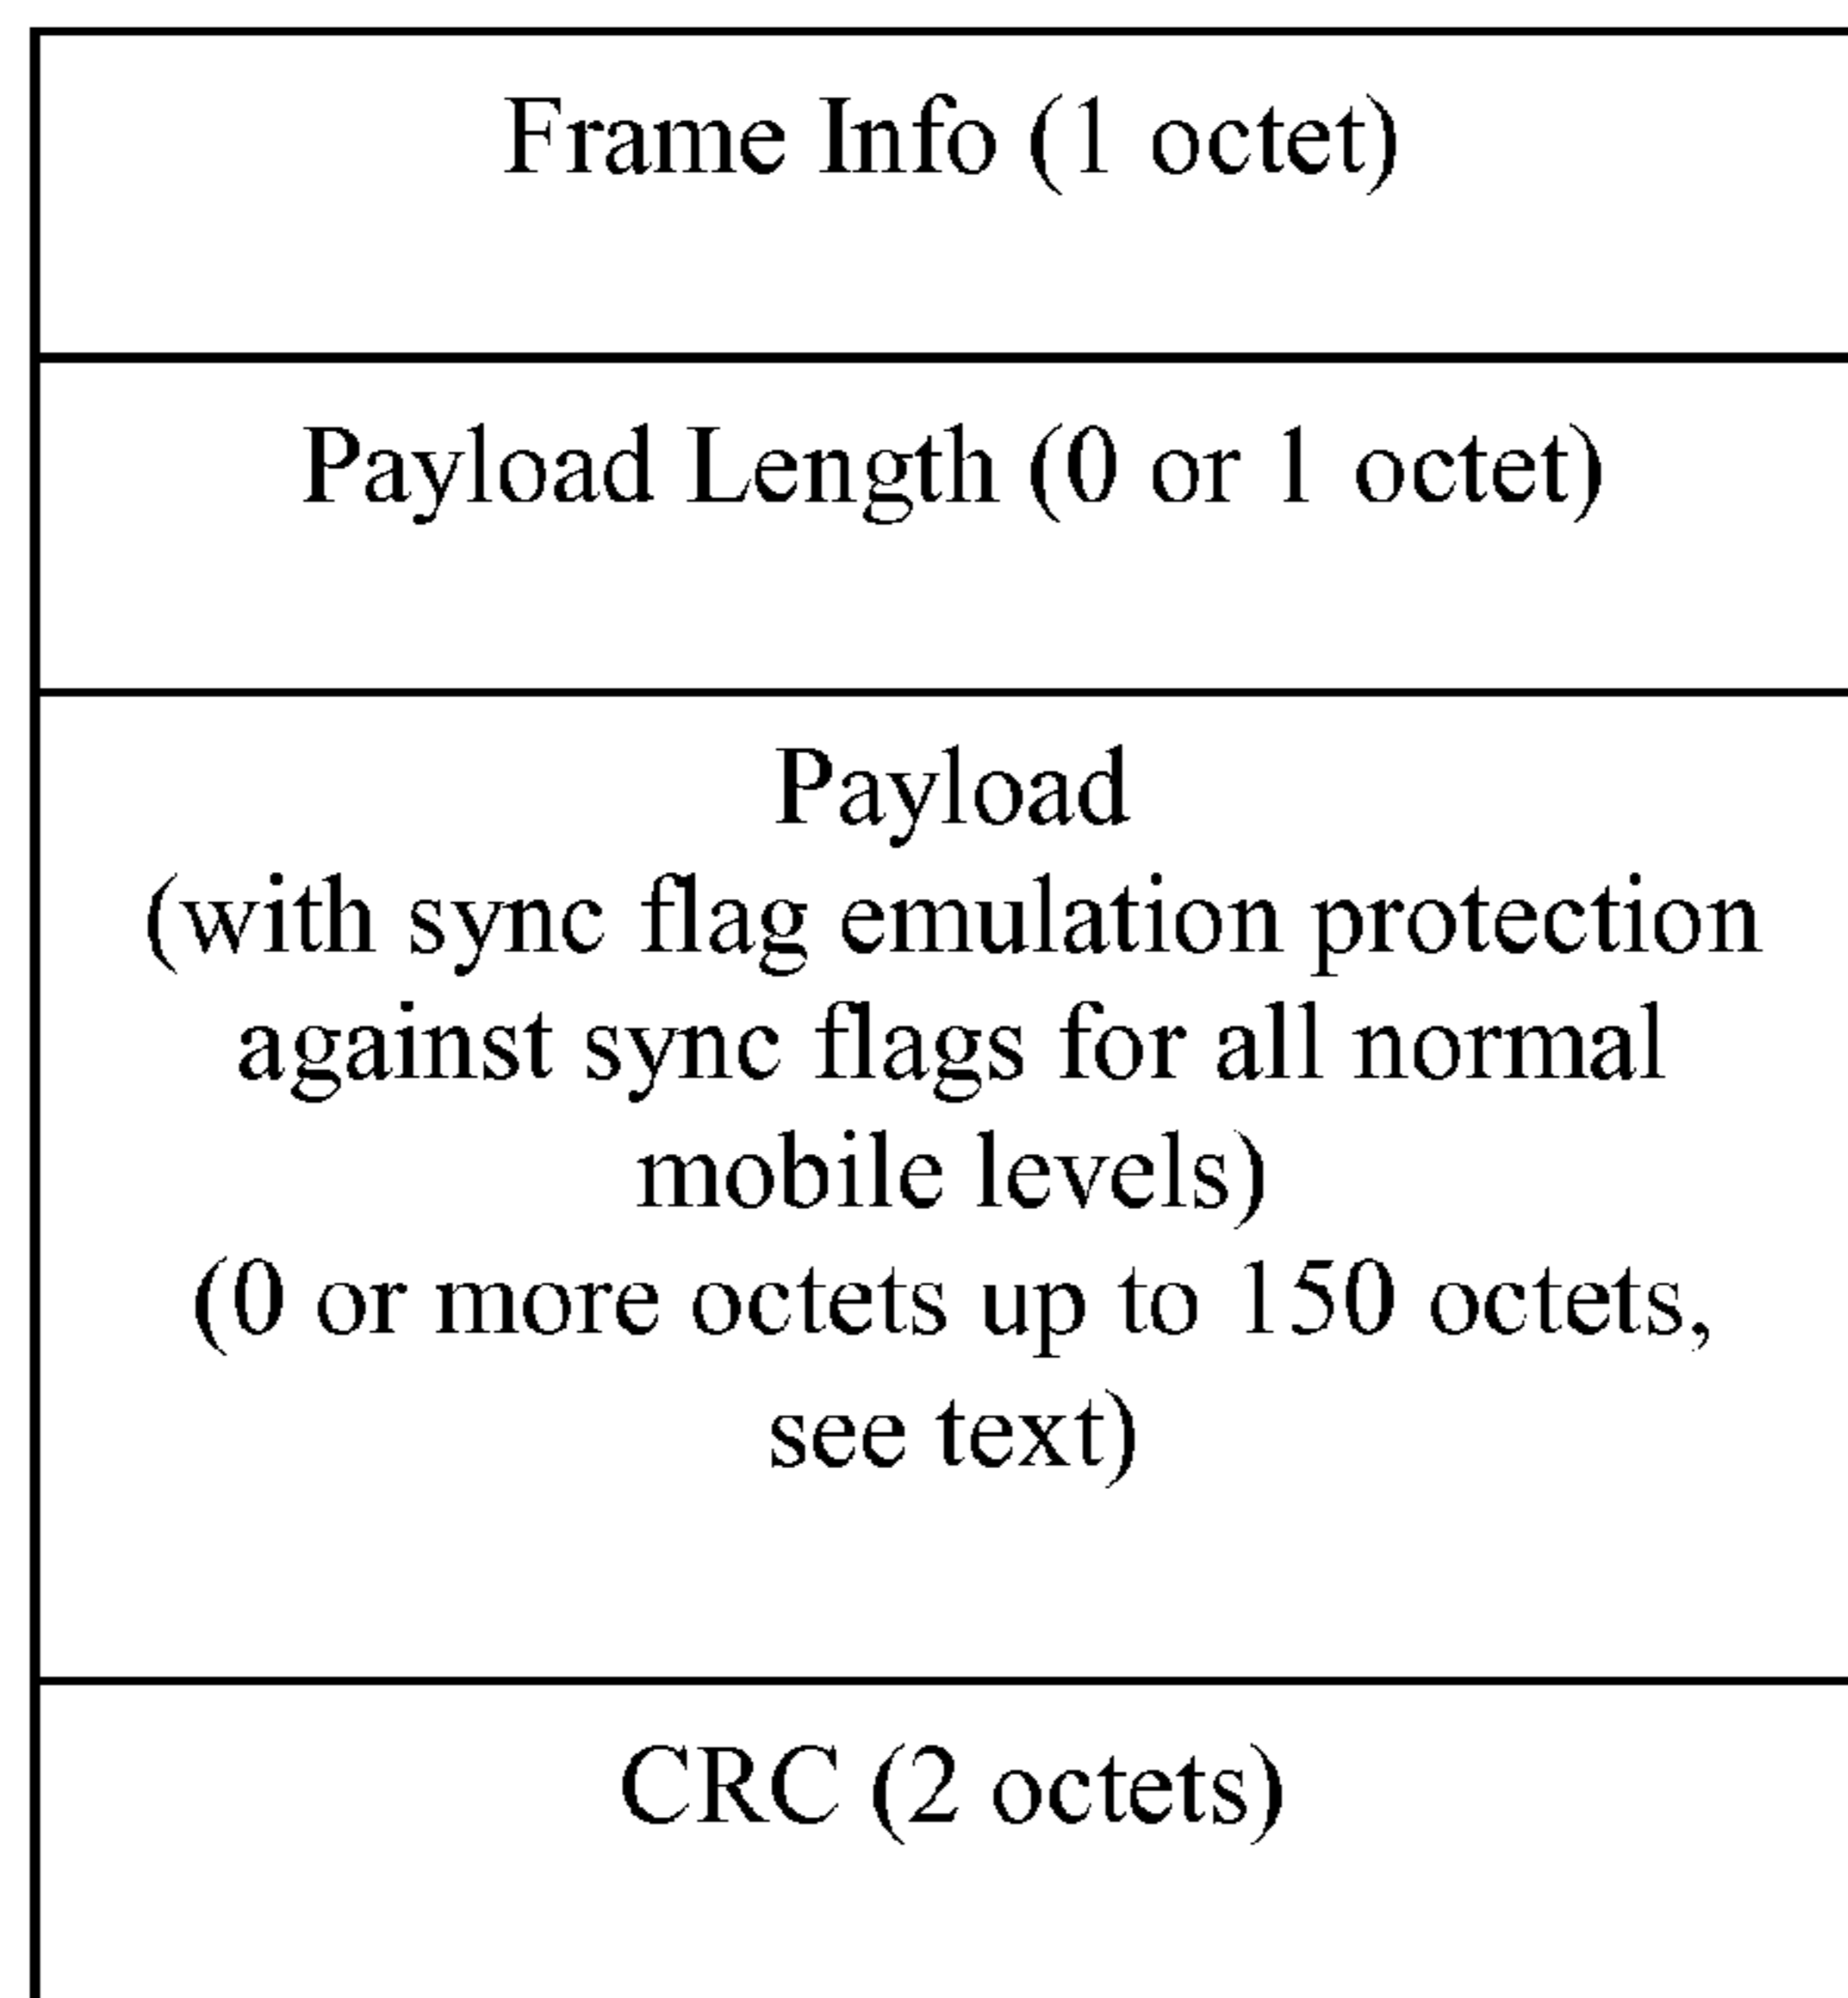 Frame Info (1 octet)
Payload Length (0 or 1 octet)
Payload
(with sync flag emulation protection
against sync flags for all normal
mobile levels)
(0 or more octets up to 150 octets,
see text)
CRC (2 octets)